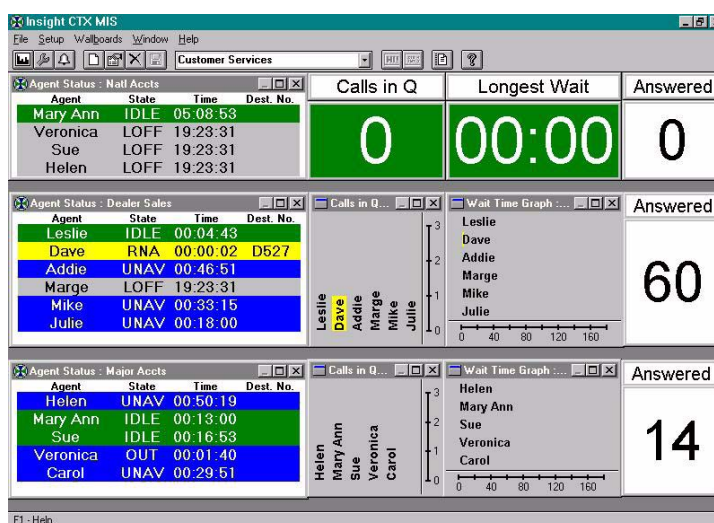 Insight CTX MIS
File Setup Wallboards Window Help
Customer Services
Agent Status : Natl Accts
Agent State Time Dest. No.
Mary Ann IDLE 05:08:53
Veronica LOFF 19:23:31
Sue LOFF 19:23:31
Helen LOFF 19:23:31
Calls in Q
0
Longest Wait
00:00
Answered
0
Agent Status : Dealer Sales
Agent State Time Dest. No.
Leslie IDLE 00:04:43
Dave RNA 00:00:02 D527
Addie UNAV 00:46:51
Marge LOFF 19:23:31
Mike UNAV 00:33:15
Julie UNAV 00:18:00
Calls in Q...
Leslie
Dave
Addie
Marge
Mike
Julie
3
2
1
0
Wait Time Graph :...
Leslie
Dave
Addie
Marge
Mike
Julie
0 40 80 120 160
Answered
60
Agent Status : Major Accts
Agent State Time Dest. No.
Helen UNAV 00:50:19
Mary Ann IDLE 00:13:00
Sue IDLE 00:16:53
Veronica OUT 00:01:40
Carol UNAV 00:29:51
Calls in Q...
Helen
Mary Ann
Sue
Veronica
Carol
3
2
1
0
Wait Time Graph :...
Helen
Mary Ann
Sue
Veronica
Carol
0 40 80 120 160
Answered
14
F1 - Help